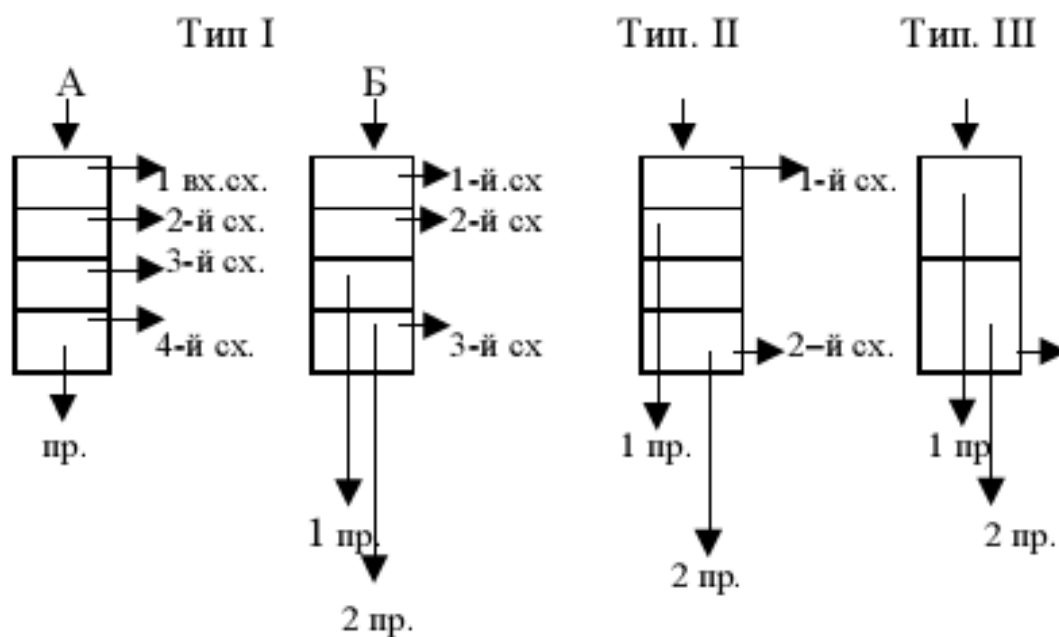 Тип I
Тип. II
Тип. III
А
Б
1 вх.сх.
2-й сх.
3-й сх.
4-й сх.
пр.
1-й.сх
2-й сх
3-й сх
1 пр.
2 пр.
1-й сх.
2–й сх.
1 пр.
2 пр.
1 пр
2 пр.